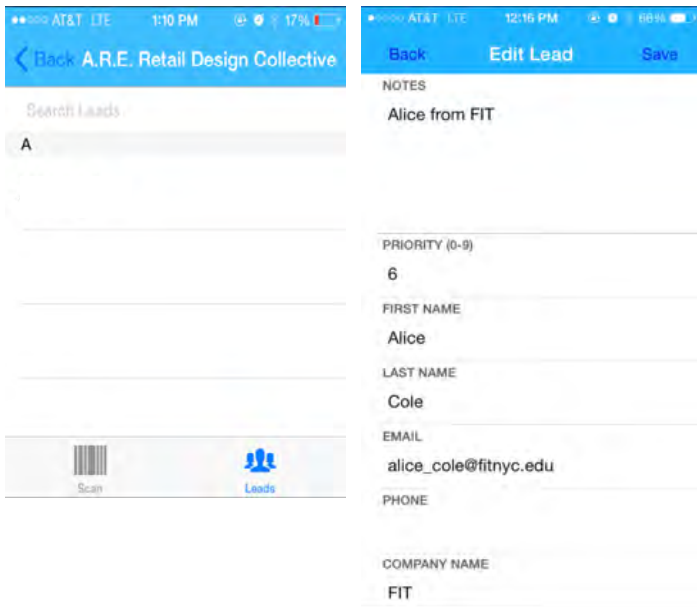 AT&T LTE 1:10 PM 17%
Back A.R.E. Retail Design Collective
Search Leads
A
Scan
Leads
AT&T LTE 12:16 PM 66%
Back Edit Lead Save
NOTES
Alice from FIT
PRIORITY (0-9)
6
FIRST NAME
Alice
LAST NAME
Cole
EMAIL
alice_cole@fitnyc.edu
PHONE
COMPANY NAME
FIT